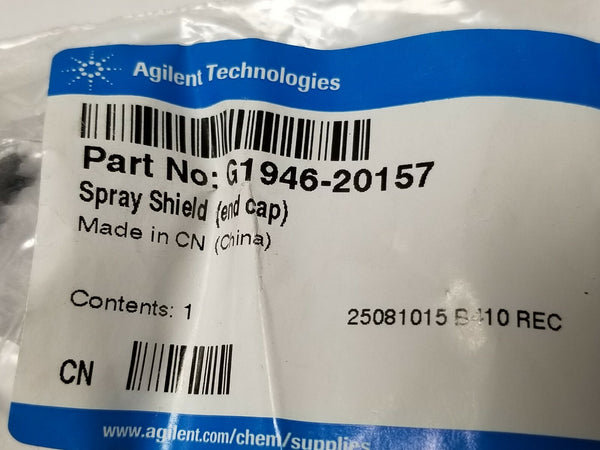 Agilent Technologies
Part No: G1946-20157
Spray Shield (end cap)
Made in CN (China)
Contents: 1
25081015 B410 REC
CN
www.agilent.com/chem/supplies